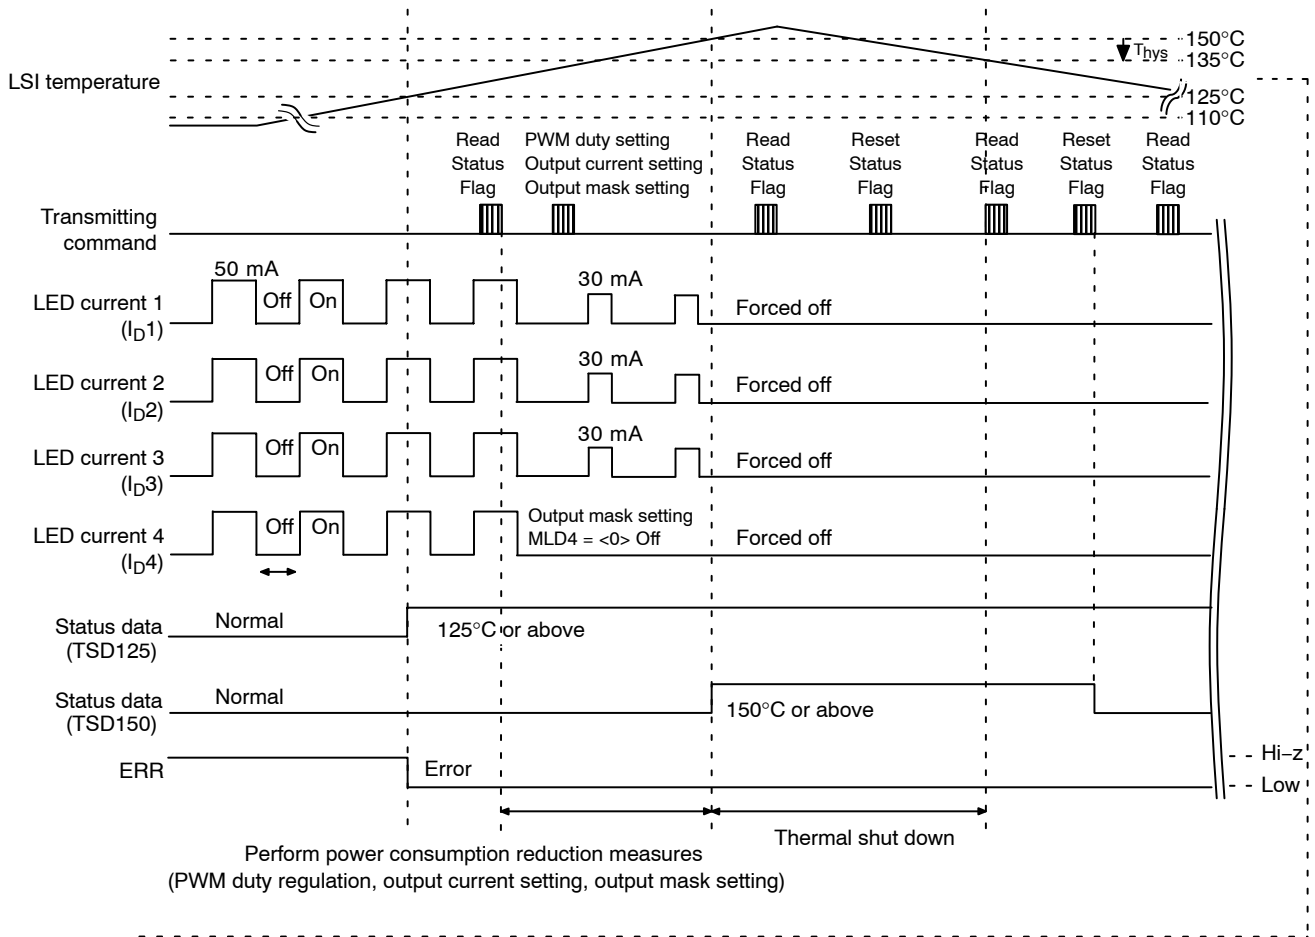 150°C
Thys
135°C
LSI temperature
125°C
110°C
Read Status Flag
PWM duty setting
Output current setting
Output mask setting
Read Status Flag
Reset Status Flag
Read Status Flag
Reset Status Flag
Read Status Flag
Transmitting command
50 mA
Off On
30 mA
LED current 1
(ID1)
Forced off
30 mA
Off On
LED current 2
(ID2)
Forced off
30 mA
Off On
LED current 3
(ID3)
Forced off
Output mask setting
MLD4 = <0> Off
Off On
LED current 4
(ID4)
Forced off
Normal
Status data
(TSD125)
125°C or above
Normal
Status data
(TSD150)
150°C or above
ERR
Error
Hi–z
Low
Thermal shut down
Perform power consumption reduction measures
(PWM duty regulation, output current setting, output mask setting)